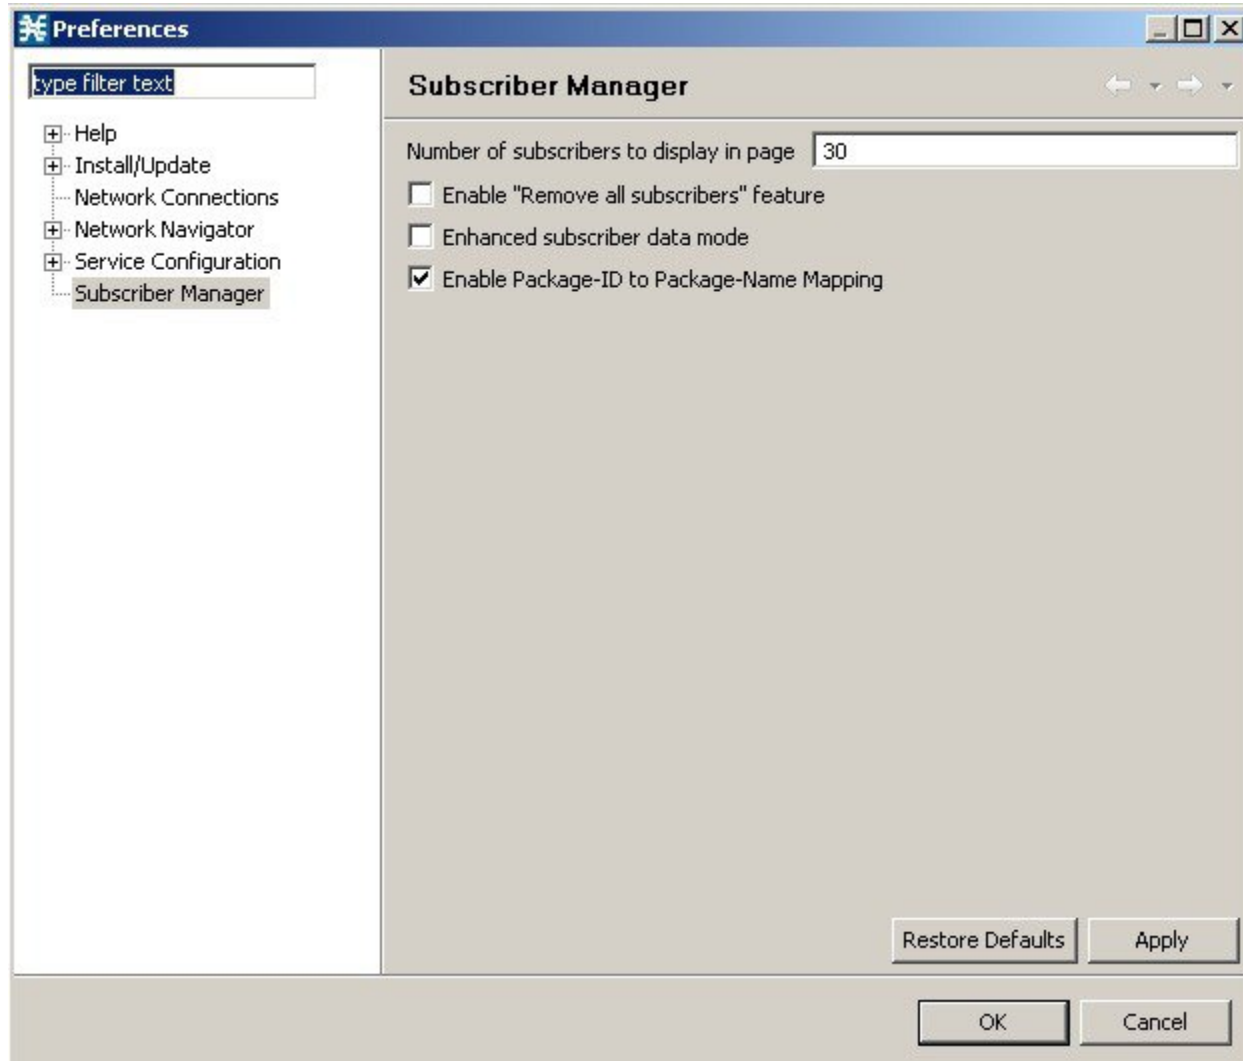 Preferences
type filter text
Help
Install/Update
Network Connections
Network Navigator
Service Configuration
Subscriber Manager
Subscriber Manager
Number of subscribers to display in page 30
Enable "Remove all subscribers" feature
Enhanced subscriber data mode
Enable Package-ID to Package-Name Mapping
Restore Defaults Apply
OK Cancel